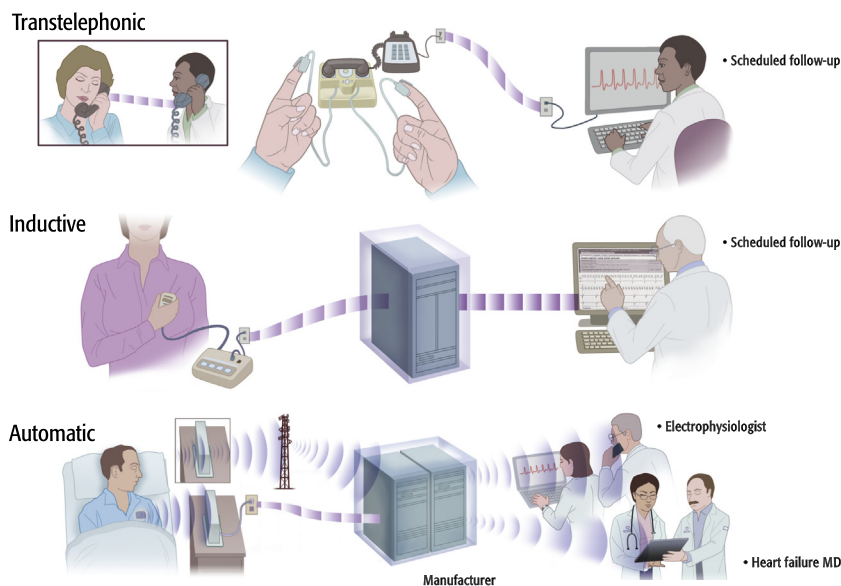 Transtelephonic
• Scheduled follow-up
Inductive
• Scheduled follow-up
Automatic
• Electrophysiologist
• Heart failure MD
Manufacturer